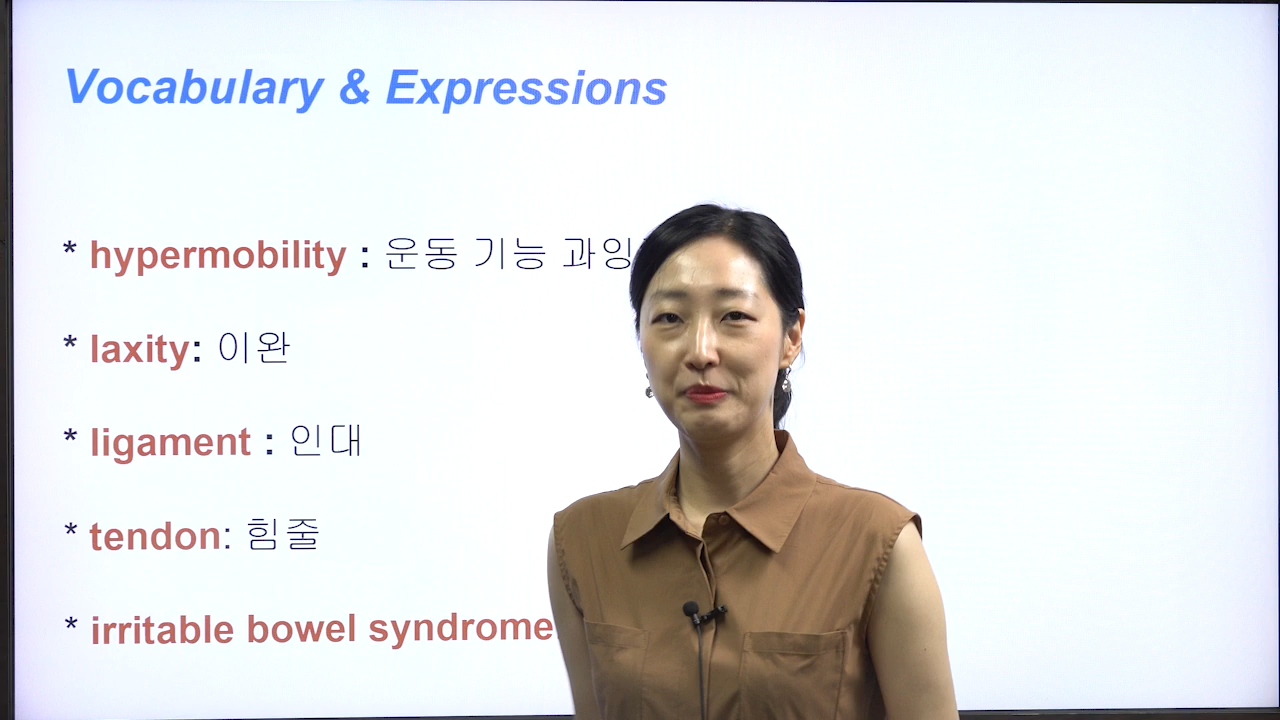 Vocabulary & Expressions
* hypermobility : 운동 기능 과잉
* laxity: 이완
* ligament : 인대
* tendon: 힘줄
* irritable bowel syndrome